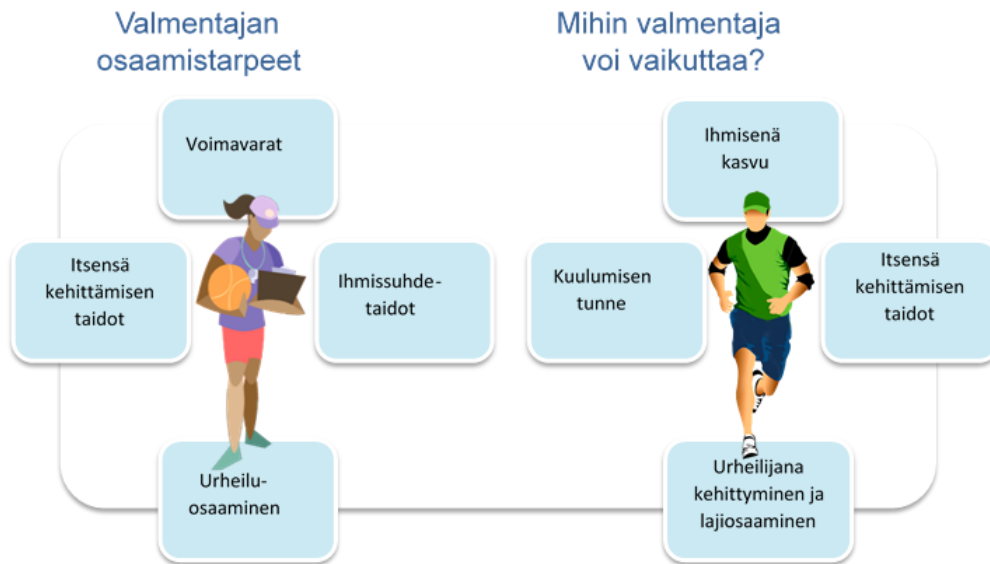 Valmentajan
osaamistarpeet
Voimavarat
Itsensä
kehittämisen
taidot
Ihmissuhde-
taidot
Urheilu-
osaaminen
Mihin valmentaja
voi vaikuttaa?
Ihmisenä
kasvu
Kuulumisen
tunne
Itsensä
kehittämisen
taidot
Urheilijana
kehittyminen ja
lajiosaaminen